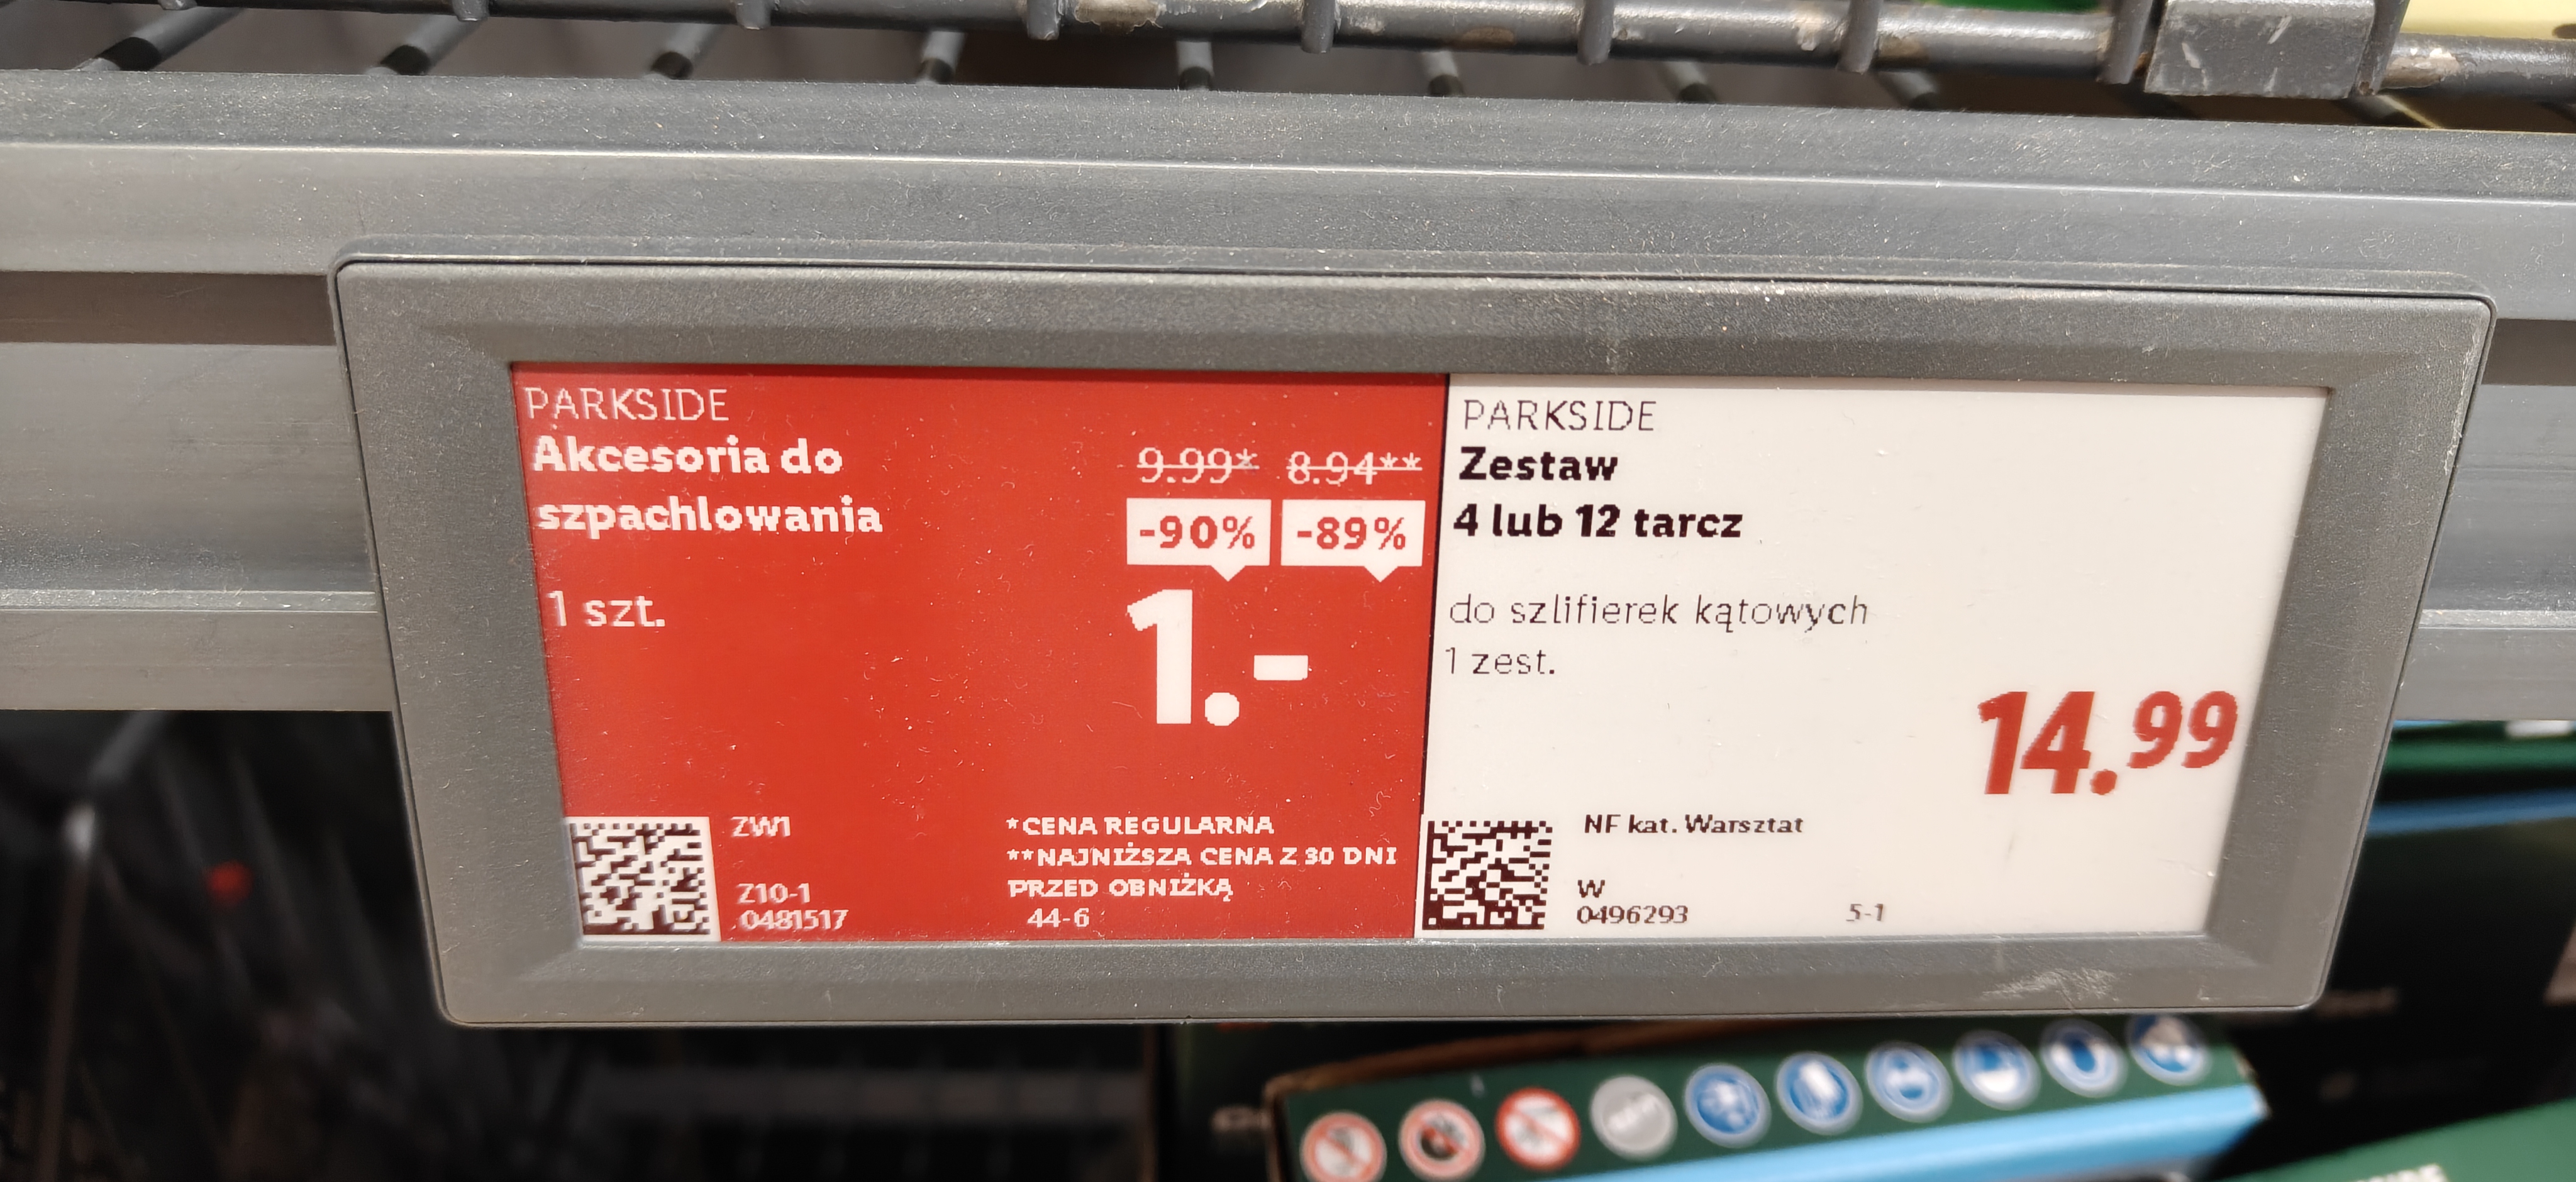 PARKSIDE
Akcesoria do
szpachlowania
1 szt.
9.99* 8.94**
-90% -89%
1.-
ZW1
Z10-1
0481517
*CENA REGULARNA
**NAJNIŻSZA CENA Z 30 DNI
PRZED OBNIŻKĄ
44-6
PARKSIDE
Zestaw
4 lub 12 tarcz
do szlifierek kątowych
1 zest.
14.99
NF kat. Warsztat
W
0496293
5-1